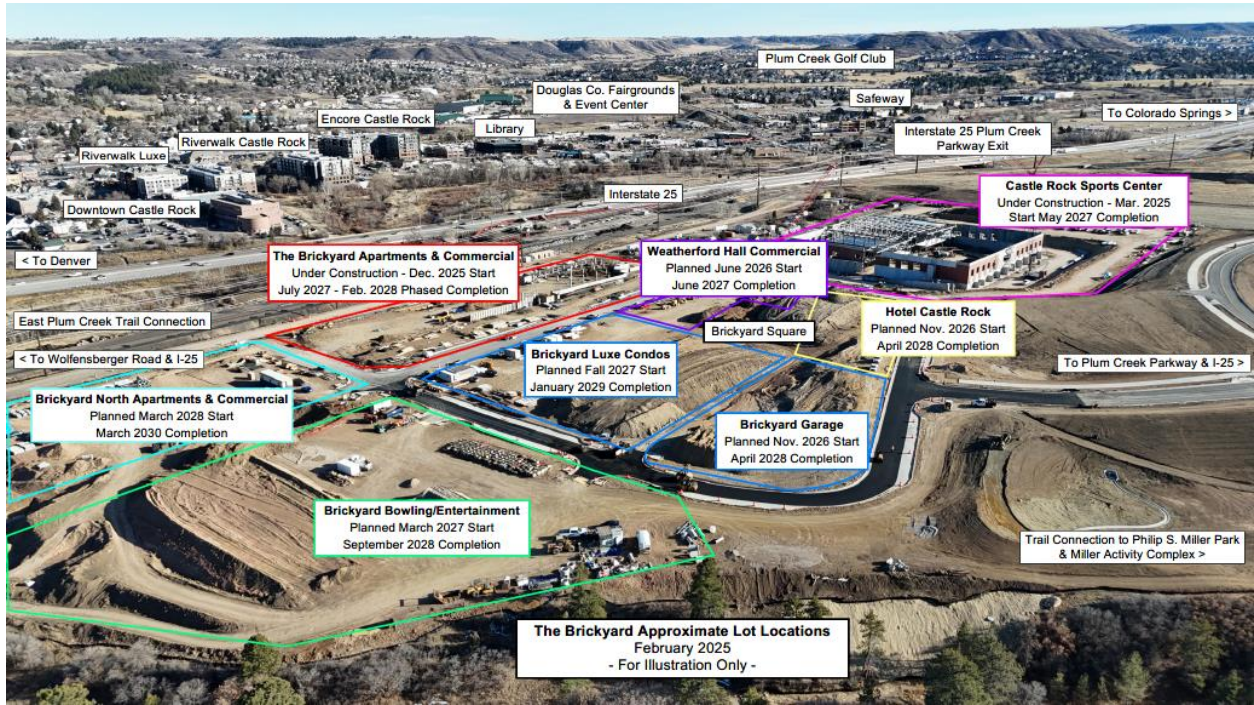 Plum Creek Golf Club
Douglas Co. Fairgrounds
& Event Center
Safeway
To Colorado Springs >
Encore Castle Rock
Library
Interstate 25 Plum Creek
Parkway Exit
Riverwalk Castle Rock
Riverwalk Luxe
Interstate 25
Castle Rock Sports Center
Under Construction - Mar. 2025
Start May 2027 Completion
Downtown Castle Rock
< To Denver
The Brickyard Apartments & Commercial
Under Construction - Dec. 2025 Start
July 2027 - Feb. 2028 Phased Completion
Weatherford Hall Commercial
Planned June 2026 Start
June 2027 Completion
East Plum Creek Trail Connection
Brickyard Square
Hotel Castle Rock
Planned Nov. 2026 Start
April 2028 Completion
< To Wolfensberger Road & I-25
Brickyard Luxe Condos
Planned Fall 2027 Start
January 2029 Completion
To Plum Creek Parkway & I-25 >
Brickyard North Apartments & Commercial
Planned March 2028 Start
March 2030 Completion
Brickyard Garage
Planned Nov. 2026 Start
April 2028 Completion
Brickyard Bowling/Entertainment
Planned March 2027 Start
September 2028 Completion
Trail Connection to Philip S. Miller Park
& Miller Activity Complex >
The Brickyard Approximate Lot Locations
February 2025
- For Illustration Only -